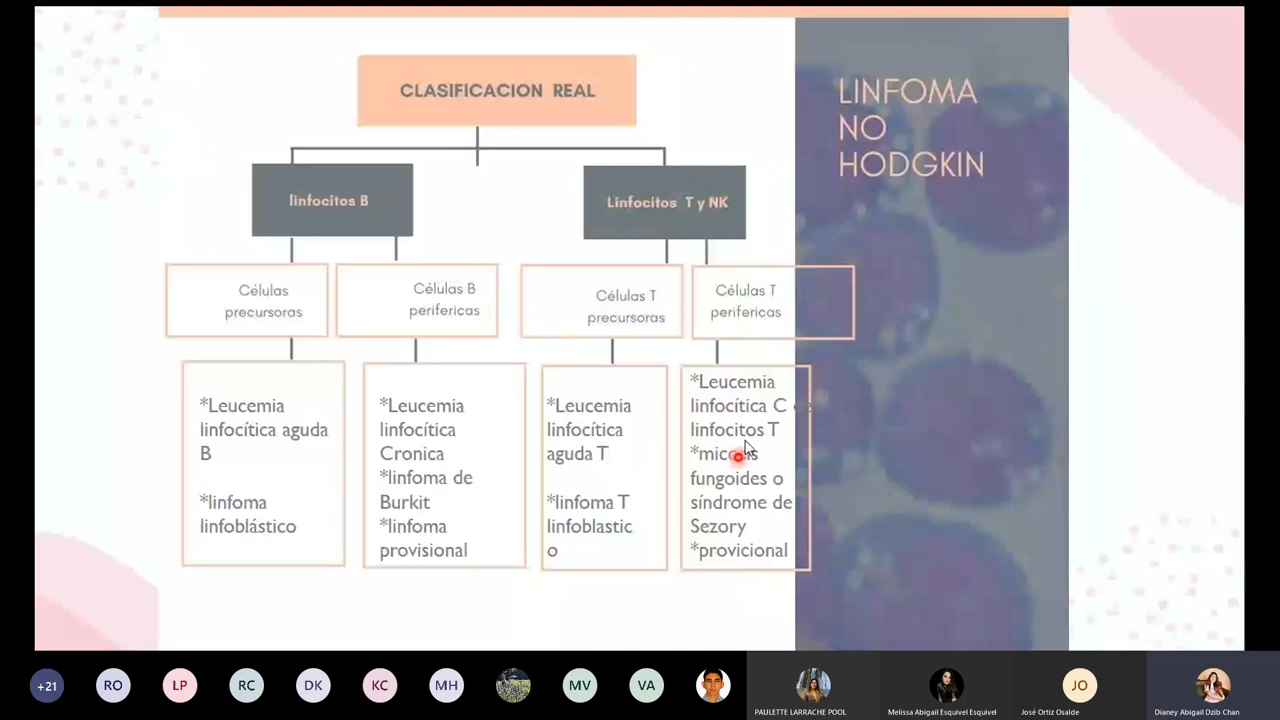 CLASIFICACION REAL
LINFOMA
NO
HODGKIN
linfocitos B
Linfocitos T y NK
Células
precursoras
Células B
perifericas
Células T
precursoras
Células T
perifericas
*Leucemia
linfocítica aguda
B
*linfoma
linfoblástico
*Leucemia
linfocítica
Cronica
*linfoma de
Burkit
*linfoma
provisional
*Leucemia
linfocítica
aguda T
*linfoma T
linfoblastic
o
*Leucemia
linfocítica C
linfocitos T
fungoides o
síndrome de
Sezory
*provicional
+21
RO
LP
RC
DK
KC
MH
MV
VA
PAULETTE LARRACHE POOL
Melissa Abigail Esquivel Esquivel
JO
José Ortiz Osalde
Dianey Abigail Dzib Chan